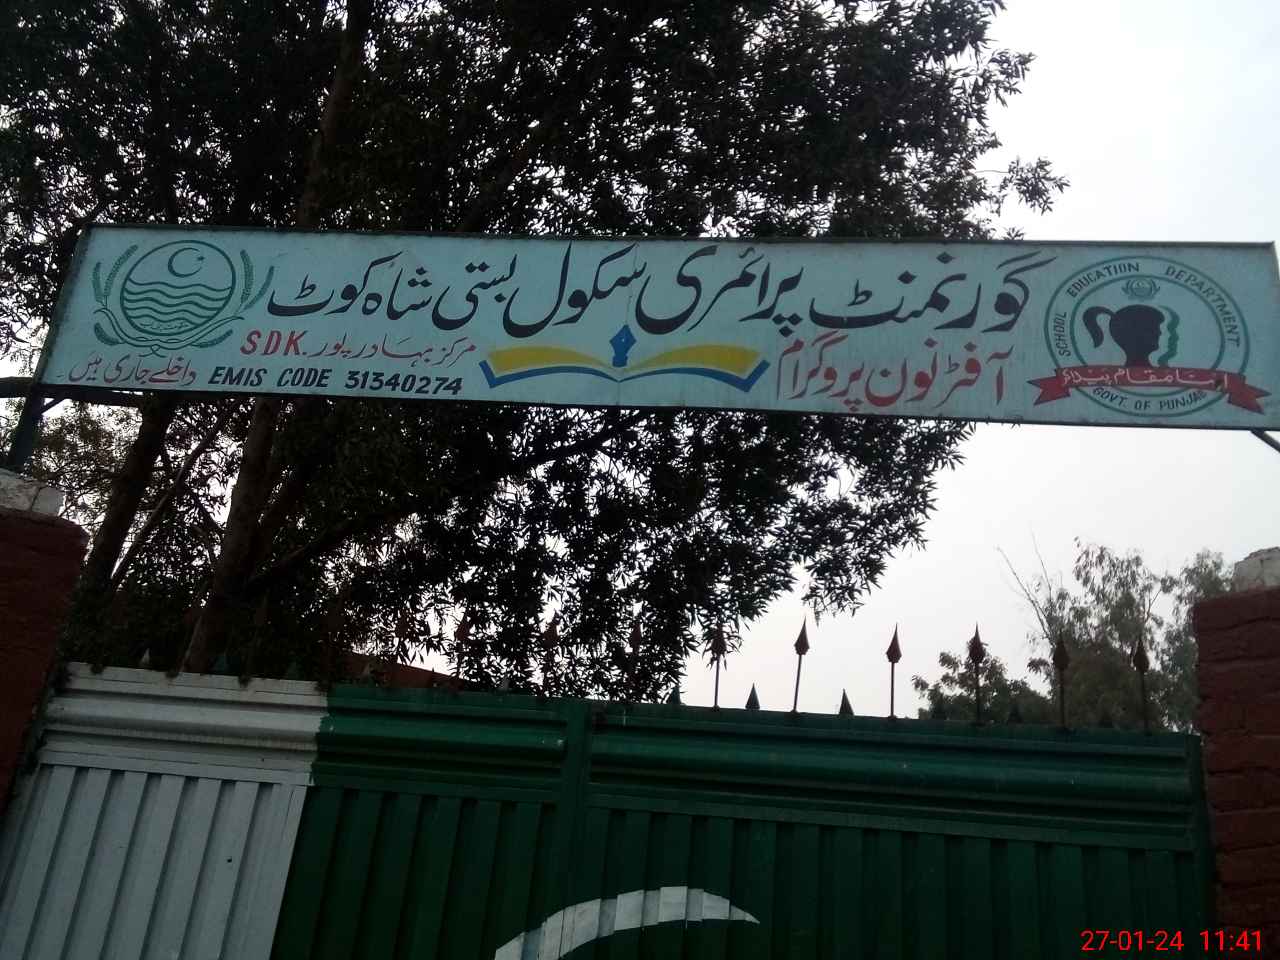 گورنمنٹ پرائمری سکول بستی شاہ کوٹ
آفٹرنون پروگرام
مرکز بہادر پور .SDK
داخلے جاری ہیں۔
EMIS CODE 31340274
SCHOOL EDUCATION DEPARTMENT
GOVT. OF PUNJAB
27-01-24 11:41